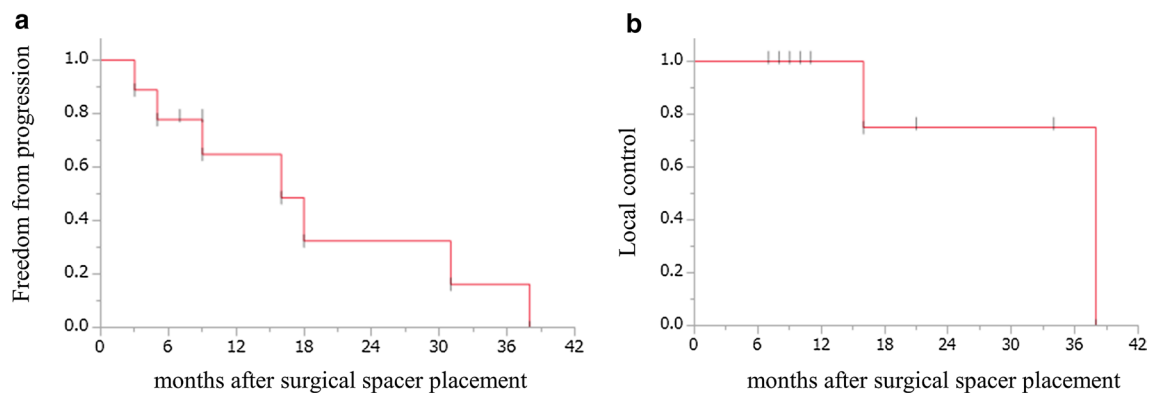 a
Freedom from progression
1.0
0.8
0.6
0.4
0.2
0.0
0 6 12 18 24 30 36 42
months after surgical spacer placement
b
Local control
1.0
0.8
0.6
0.4
0.2
0.0
0 6 12 18 24 30 36 42
months after surgical spacer placement